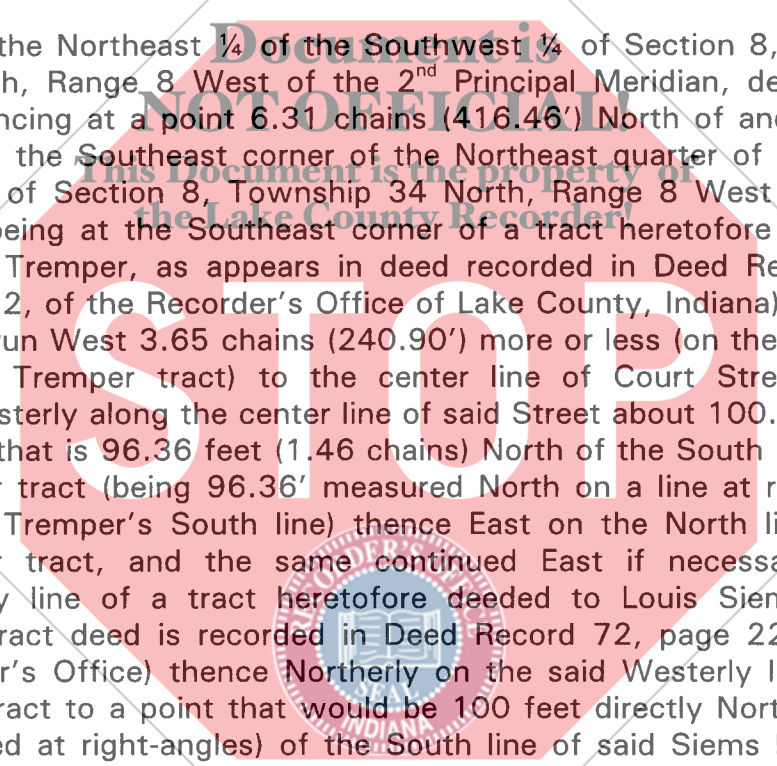 the Northeast ¼ of the Southwest ¼ of Section 8,
h, Range 8 West of the 2nd Principal Meridian, de
ncing at a point 6.31 chains (416.46') North of and
the Southeast corner of the Northeast quarter of
of Section 8, Township 34 North, Range 8 West
being at the Southeast corner of a tract heretofore
Tremper, as appears in deed recorded in Deed Re
2, of the Recorder's Office of Lake County, Indiana)
run West 3.65 chains (240.90') more or less (on the
Tremper tract) to the center line of Court Stre
sterly along the center line of said Street about 100.
that is 96.36 feet (1.46 chains) North of the South
tract (being 96.36' measured North on a line at r
Tremper's South line) thence East on the North li
tract, and the same continued East if necessa
y line of a tract heretofore deeded to Louis Siem
ract deed is recorded in Deed Record 72, page 22
r's Office) thence Northerly on the said Westerly l
ract to a point that would be 100 feet directly Nort
ed at right-angles) of the South line of said Siems
Document is
NOT OFFICIAL!
This Document is the property of
the Lake County Recorder!
STOP
RECORDER'S OFFICE
SEAL
INDIANA